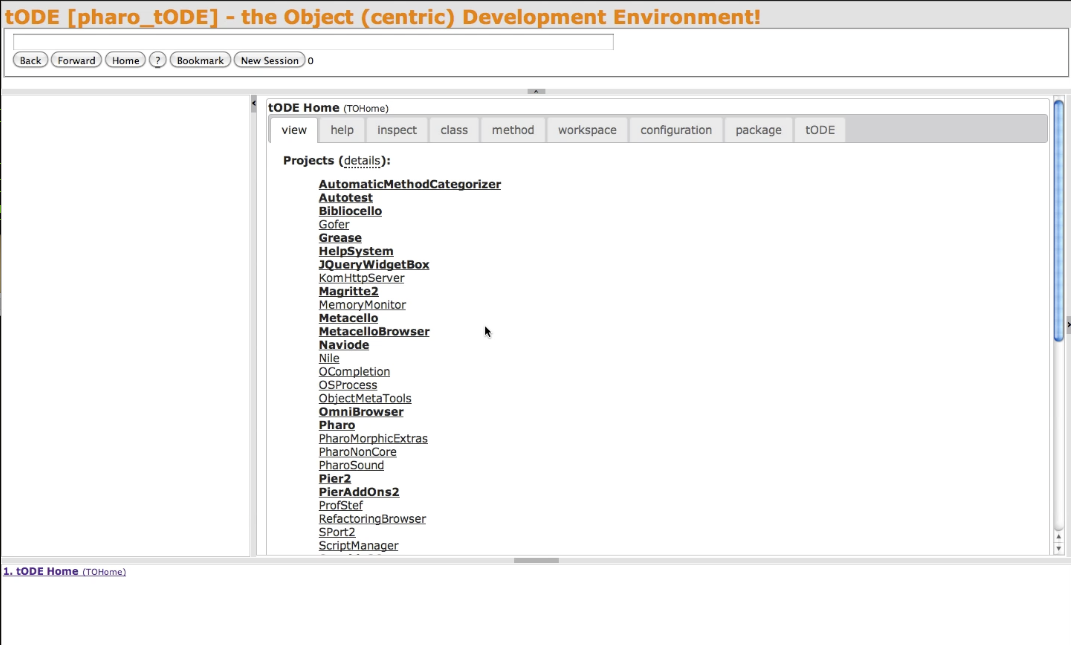 tODE [pharo_tODE] - the Object (centric) Development Environment!
Back Forward Home ? Bookmark New Session 0
tODE Home (TOHome)
view help inspect class method workspace configuration package tODE
Projects (details):
AutomaticMethodCategorizer
Autotest
Bibliocello
Gofer
Grease
HelpSystem
JQueryWidgetBox
KomHttpServer
Magritte2
MemoryMonitor
Metacello
MetacelloBrowser
Naviode
Nile
OCompletion
OSProcess
ObjectMetaTools
OmniBrowser
Pharo
PharoMorphicExtras
PharoNonCore
PharoSound
Pier2
PierAddOns2
ProfStef
RefactoringBrowser
SPort2
ScriptManager
1. tODE Home (TOHome)